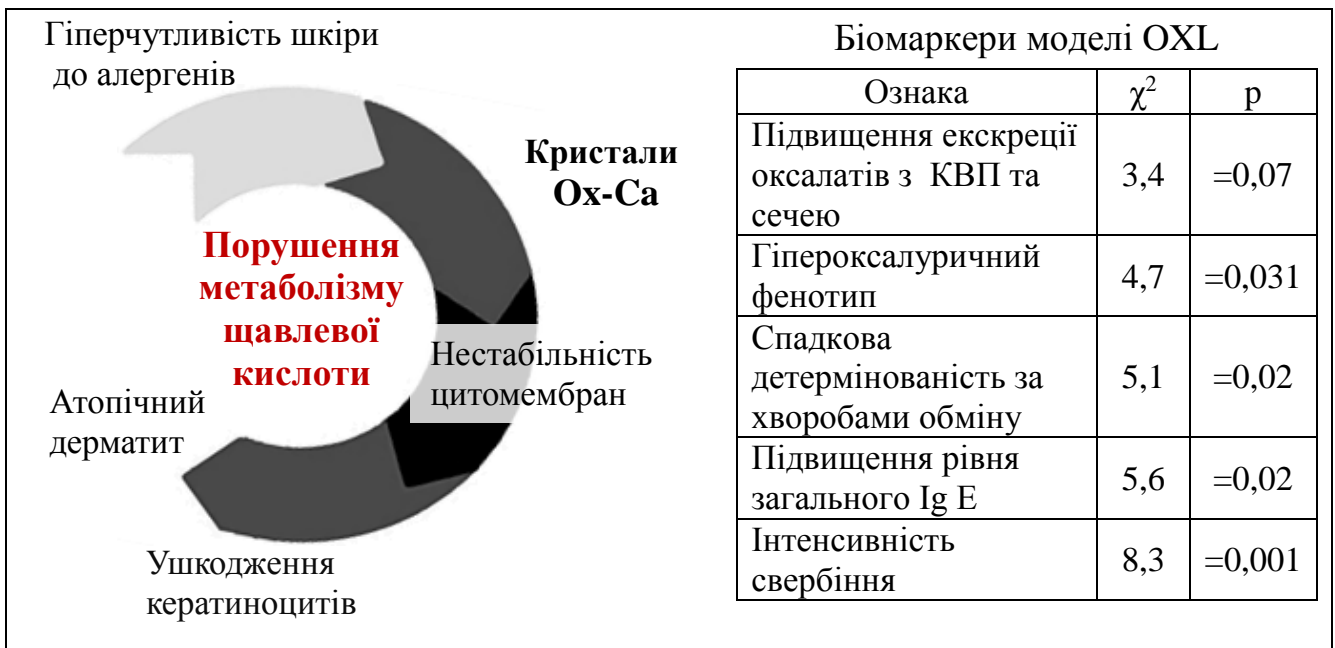 Гіперчутливість шкіри
до алергенів
Кристали
Ox-Ca
Порушення
метаболізму
щавлевої
кислоти
Нестабільність
цитомембран
Атопічний
дерматит
Ушкодження
кератиноцитів
Біомаркери моделі OXL
Ознака χ² p
Підвищення екскреції
оксалатів з КВП та
сечею
3,4 =0,07
Гіпероксалуричний
фенотип
4,7 =0,031
Спадкова
детермінованість за
хворобами обміну
5,1 =0,02
Підвищення рівня
загального Ig E
5,6 =0,02
Інтенсивність
свербіння
8,3 =0,001